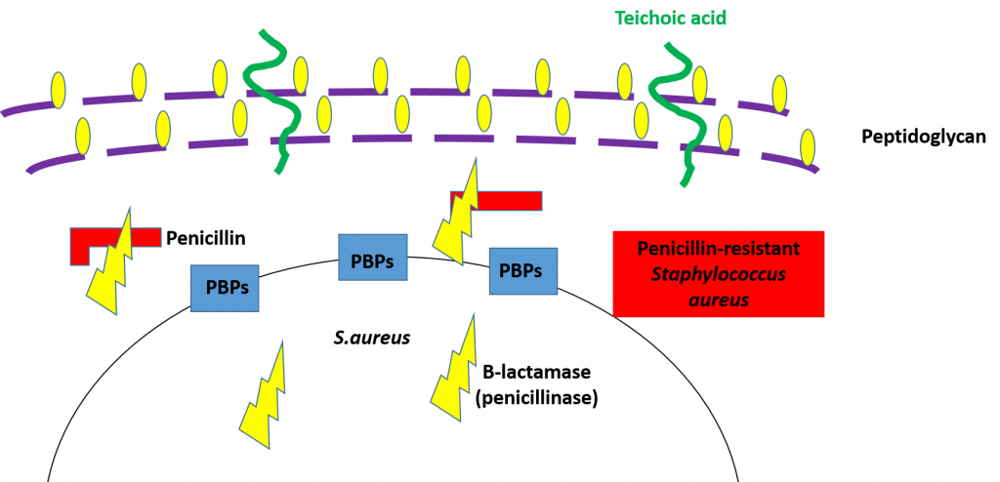 Teichoic acid
Peptidoglycan
Penicillin
Penicillin-resistant
Staphylococcus
aureus
PBPs
PBPs
PBPs
S.aureus
B-lactamase
(penicillinase)